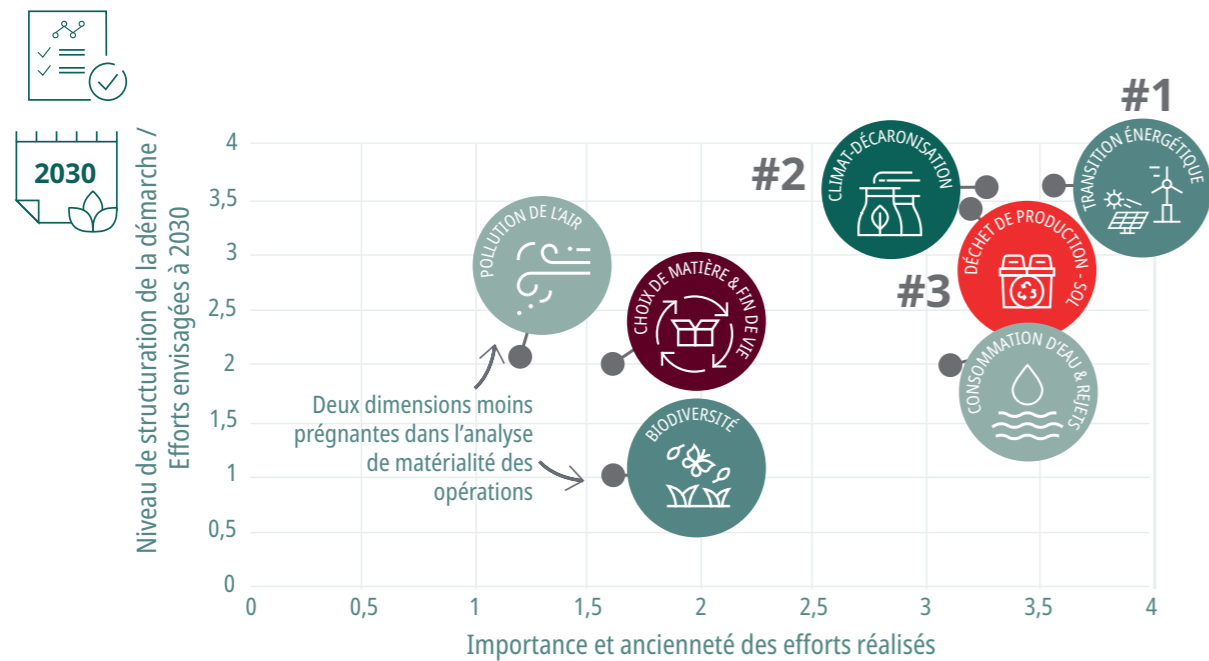 2030
Niveau de structuration de la démarche /
Efforts envisagées à 2030
4
3,5
3
2,5
2
1,5
1
0,5
0
#1
TRANSITION ÉNERGÉTIQUE
#2
CLIMAT-DÉCARONISATION
#3
DÉCHET DE PRODUCTION - SOL
POLLUTION DE L'AIR
CHOIX DE MATIÈRE & FIN DE VIE
CONSOMMATION D'EAU & REJETS
BIODIVERSITÉ
Deux dimensions moins
prégnantes dans l'analyse
de matérialité des
opérations
0
0,5
1
1,5
2
2,5
3
3,5
4
Importance et ancienneté des efforts réalisés